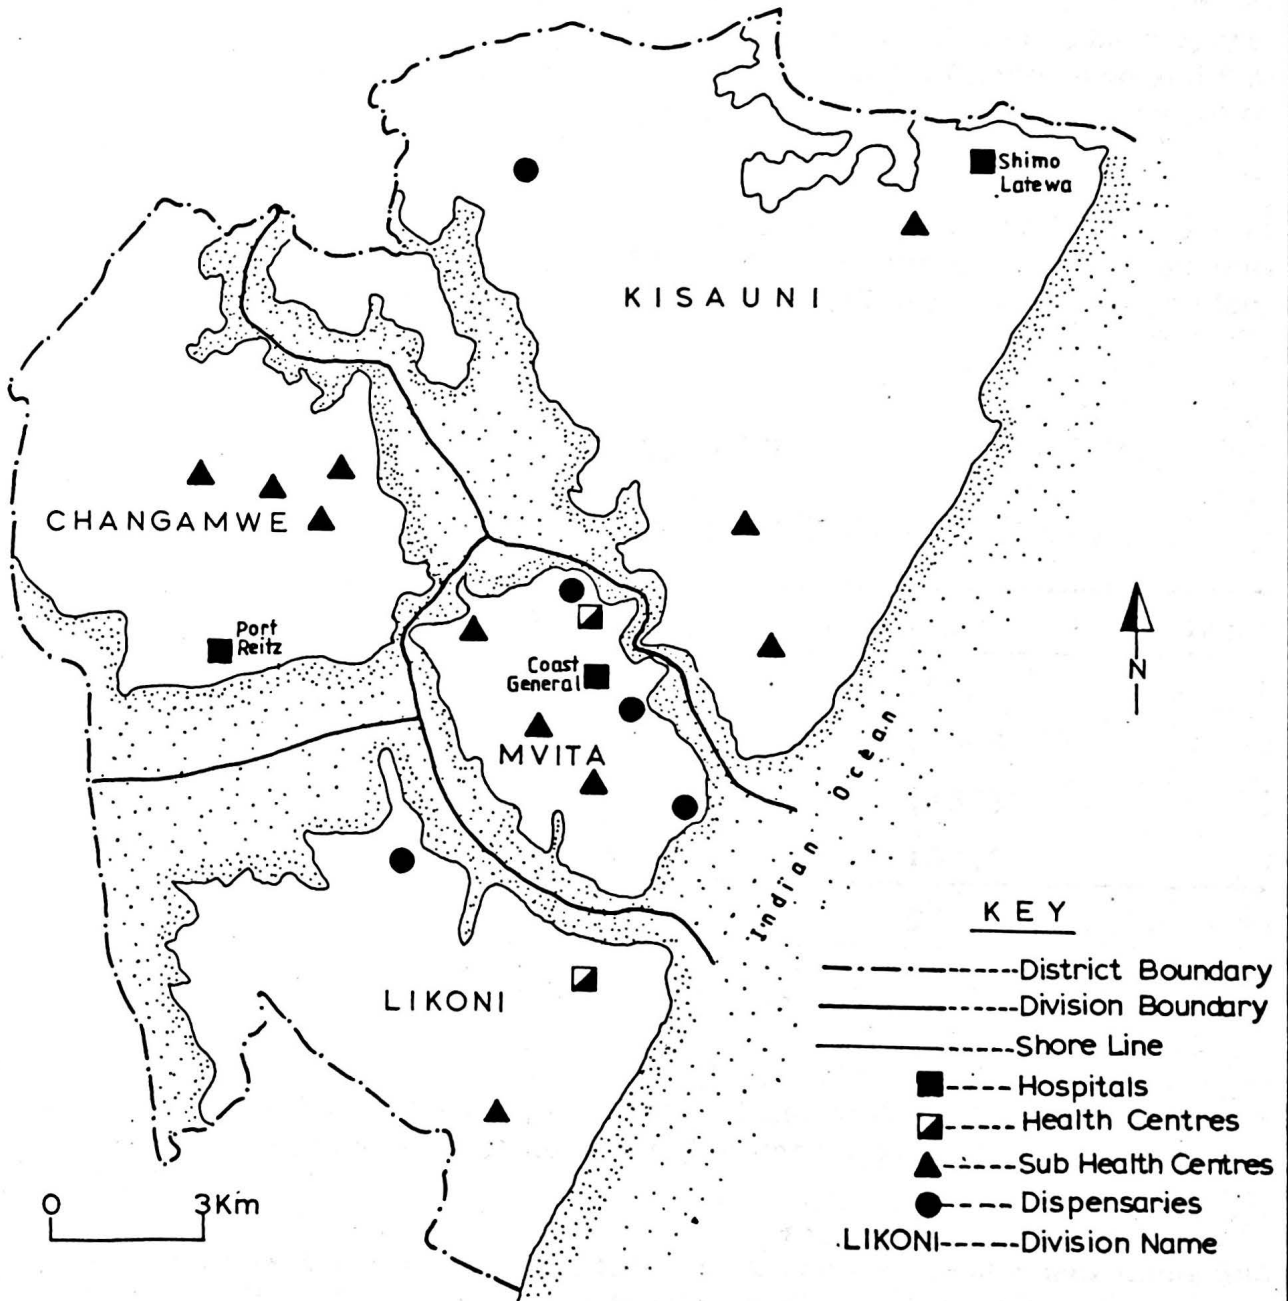 Shimo
Latewa
KISAUNI
CHANGAMWE
Port
Reitz
Coast
General
MVITA
N
Indian Ocean
LIKONI
KEY
District Boundary
Division Boundary
Shore Line
Hospitals
Health Centres
Sub Health Centres
Dispensaries
LIKONI Division Name
0 3Km